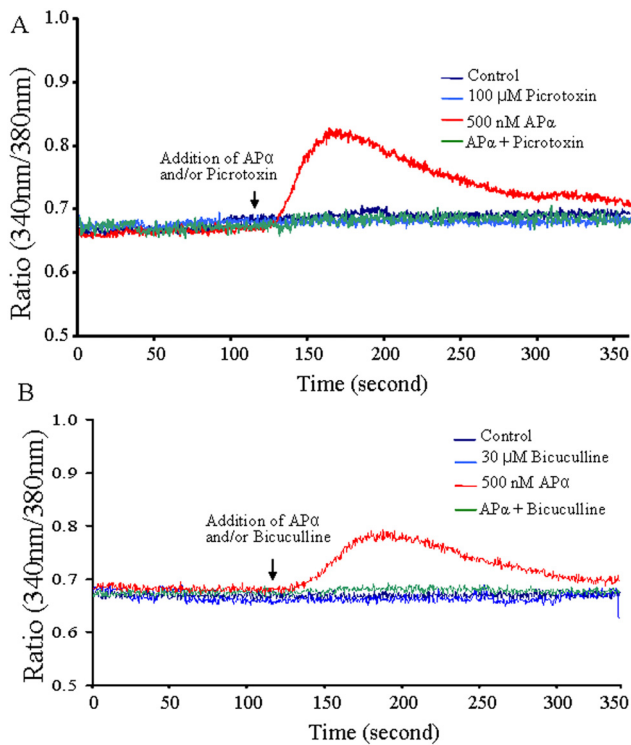 A
1.0
0.9
0.8
0.7
0.6
0.5
Ratio (340nm/380nm)
Control
100 µM Picrotoxin
500 nM APα
APα + Picrotoxin
Addition of APα
and/or Picrotoxin
0 50 100 150 200 250 300 350
Time (second)
B
1.0
0.9
0.8
0.7
0.6
0.5
Ratio (340nm/380nm)
Control
30 µM Bicuculline
500 nM APα
APα + Bicuculline
Addition of APα
and/or Bicuculline
0 50 100 150 200 250 300 350
Time (second)